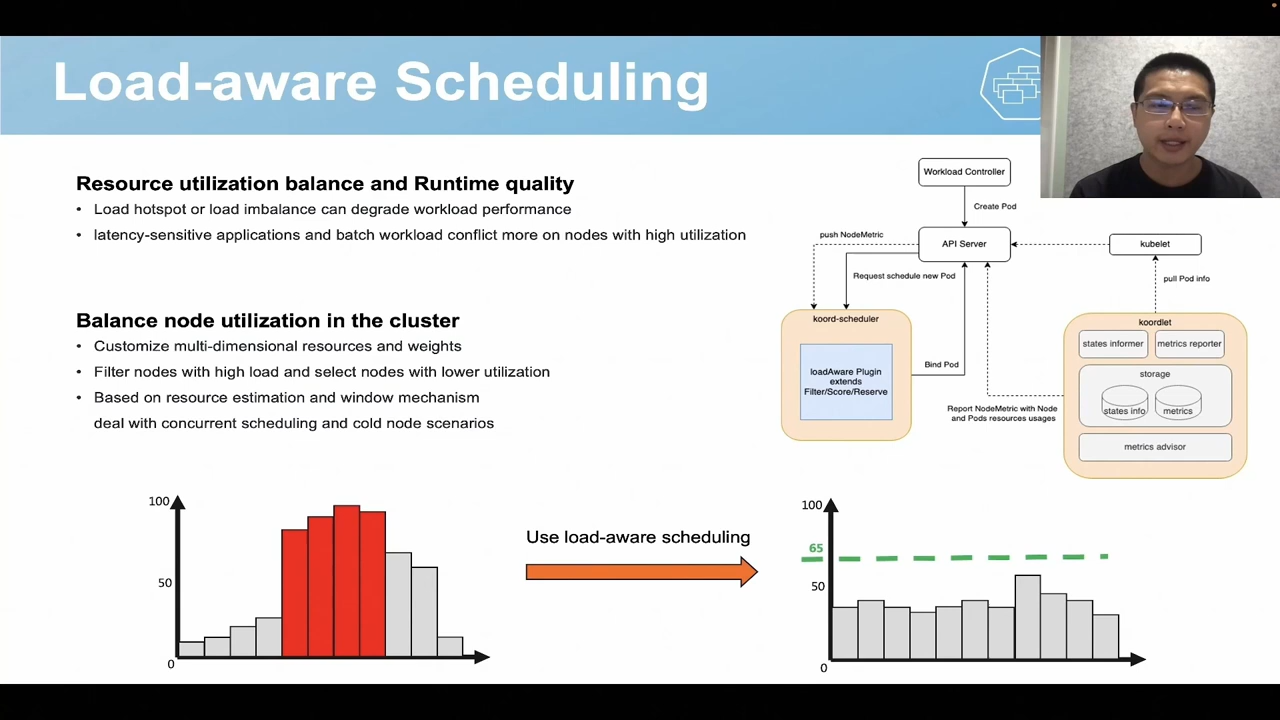 Load-aware Scheduling
Resource utilization balance and Runtime quality
• Load hotspot or load imbalance can degrade workload performance
• latency-sensitive applications and batch workload conflict more on nodes with high utilization
Balance node utilization in the cluster
• Customize multi-dimensional resources and weights
• Filter nodes with high load and select nodes with lower utilization
• Based on resource estimation and window mechanism
deal with concurrent scheduling and cold node scenarios
Workload Controller
Create Pod
push NodeMetric
API Server
kubelet
Request schedule new Pod
pull Pod info
koord-scheduler
loadAware Plugin
extends
Filter/Score/Reserve
Bind Pod
Report NodeMetric with Node
and Pods resources usages
koordlet
states informer
metrics reporter
storage
states info
metrics
metrics advisor
100
50
0
Use load-aware scheduling
100
65
50
0